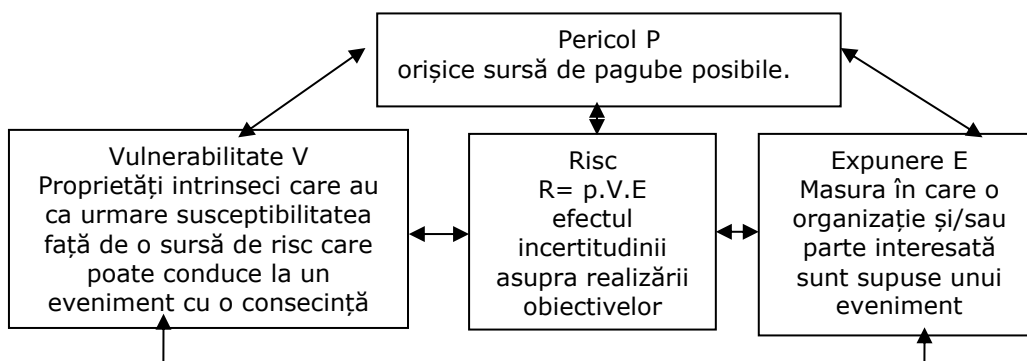 Pericol P
orișice sursă de pagube posibile.
Vulnerabilitate V
Proprietăți intrinseci care au
ca urmare susceptibilitatea
față de o sursă de risc care
poate conduce la un
eveniment cu o consecință
Risc
R= p.V.E
efectul
incertitudinii
asupra realizării
obiectivelor
Expunere E
Masura în care o
organizație și/sau
parte interesată
sunt supuse unui
eveniment